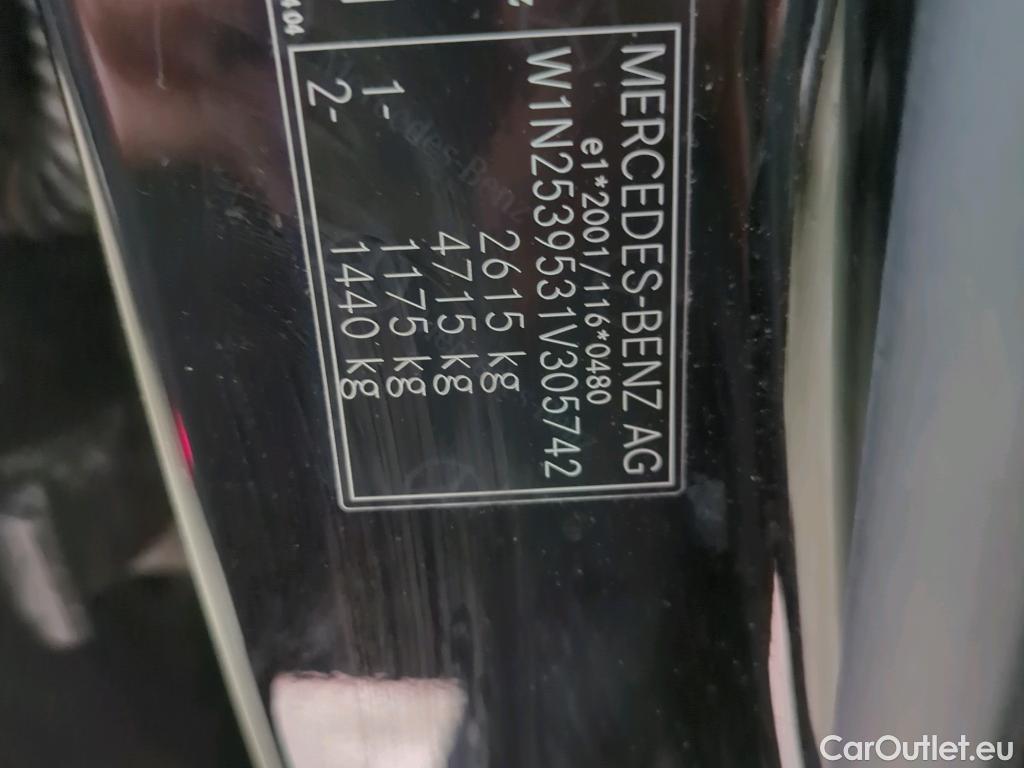 MERCEDES-BENZ AG
e1*2001/116*0480
W1N2539531V305742
2615 kg
4715 kg
1- 1175 kg
2- 1440 kg
CarOutlet.eu